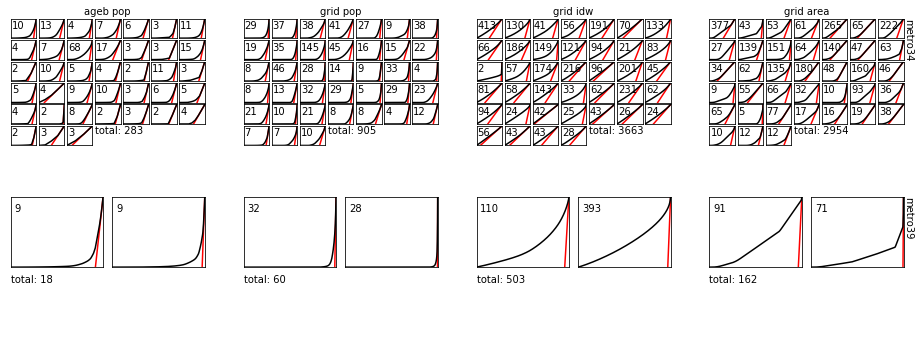 ageb pop grid pop grid idw grid area
10 13 4 7 6 3 11 29 37 38 41 27 9 38 413 130 41 56 191 70 133 377 43 53 61 265 65 222
4 7 68 17 3 3 15 19 35 145 45 16 15 22 66 186 149 121 94 21 83 27 139 151 64 140 47 63
2 10 5 4 2 11 3 8 46 28 14 9 33 4 2 57 174 216 96 201 45 34 62 135 180 48 160 46
5 4 9 10 3 6 5 8 13 32 29 5 29 23 81 58 143 33 62 231 62 9 55 66 32 10 93 36
4 2 8 2 3 2 4 21 10 21 8 8 4 12 94 24 42 25 43 26 24 65 5 77 17 16 19 38
2 3 3 total: 283 7 7 10 total: 905 56 43 43 28 total: 3663 10 12 12 total: 2954
metro34
9 9 32 28 110 393 91 71
metro39
total: 18 total: 60 total: 503 total: 162